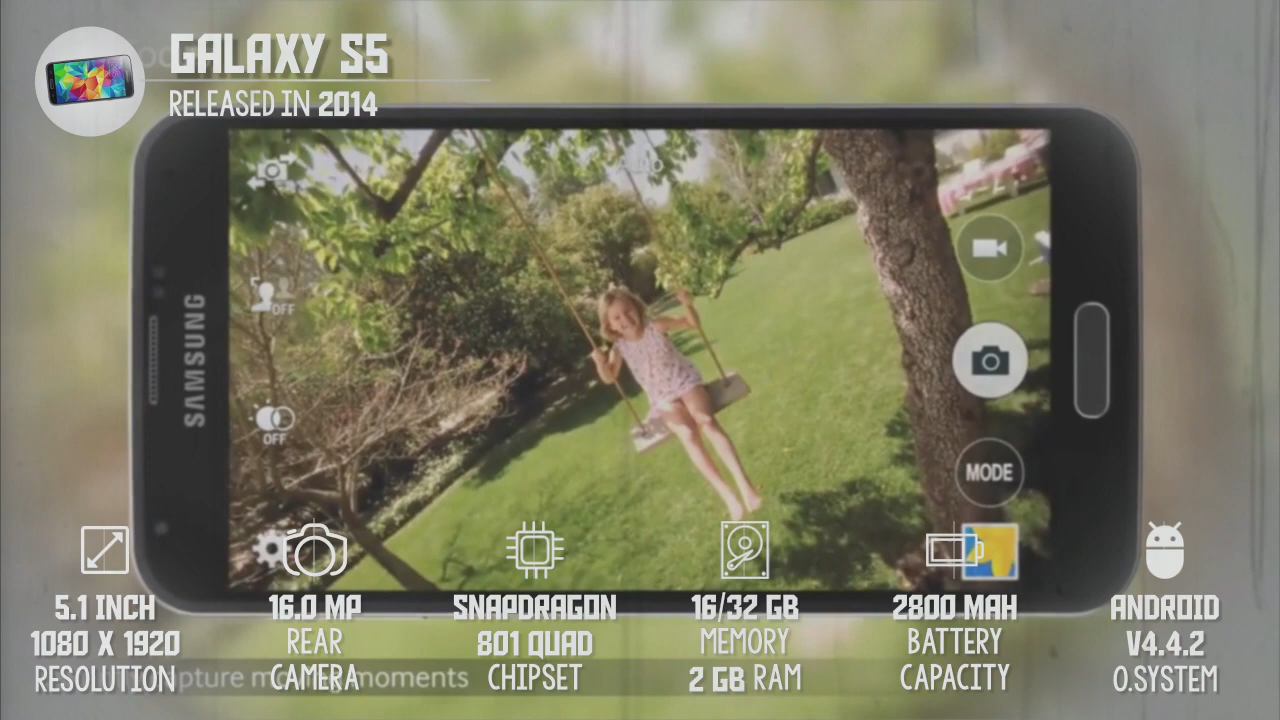 GALAXY S5
RELEASED IN 2014
SAMSUNG
OFF
OFF
MODE
5.1 INCH
1080 X 1920
RESOLUTION
16.0 MP
REAR
CAMERA
SNAPDRAGON
801 QUAD
CHIPSET
16/32 GB
MEMORY
2 GB RAM
2800 MAH
BATTERY
CAPACITY
ANDROID
V4.4.2
O.SYSTEM
moments